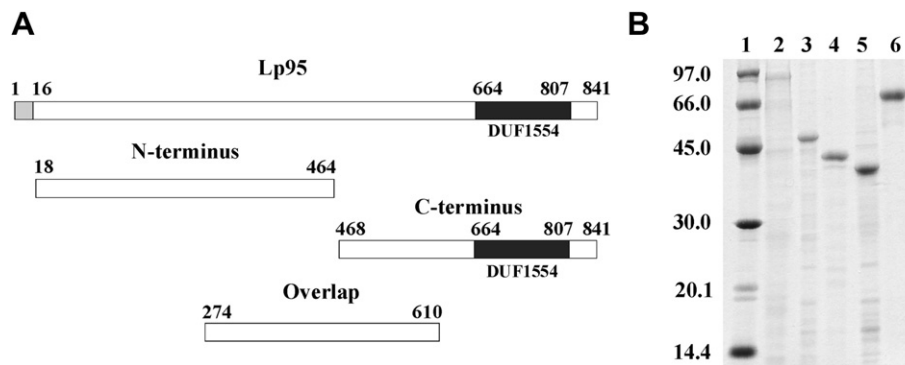 A
Lp95
1 16 664 807 841
DUF1554
N-terminus
18 464
C-terminus
468 664 807 841
DUF1554
Overlap
274 610
B
1 2 3 4 5 6
97.0
66.0
45.0
30.0
20.1
14.4